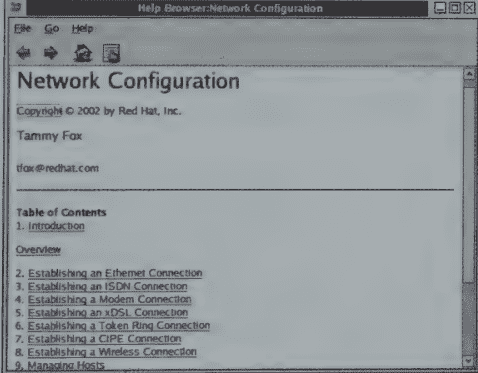 Help Browser:Network Configuration
File Go Help
Network Configuration
Copyright © 2002 by Red Hat, Inc.
Tammy Fox
tfox@redhat.com
Table of Contents
1. Introduction
Overview
2. Establishing an Ethernet Connection
3. Establishing an ISDN Connection
4. Establishing a Modem Connection
5. Establishing an xDSL Connection
6. Establishing a Token Ring Connection
7. Establishing a CIPE Connection
8. Establishing a Wireless Connection
9. Managing Hosts